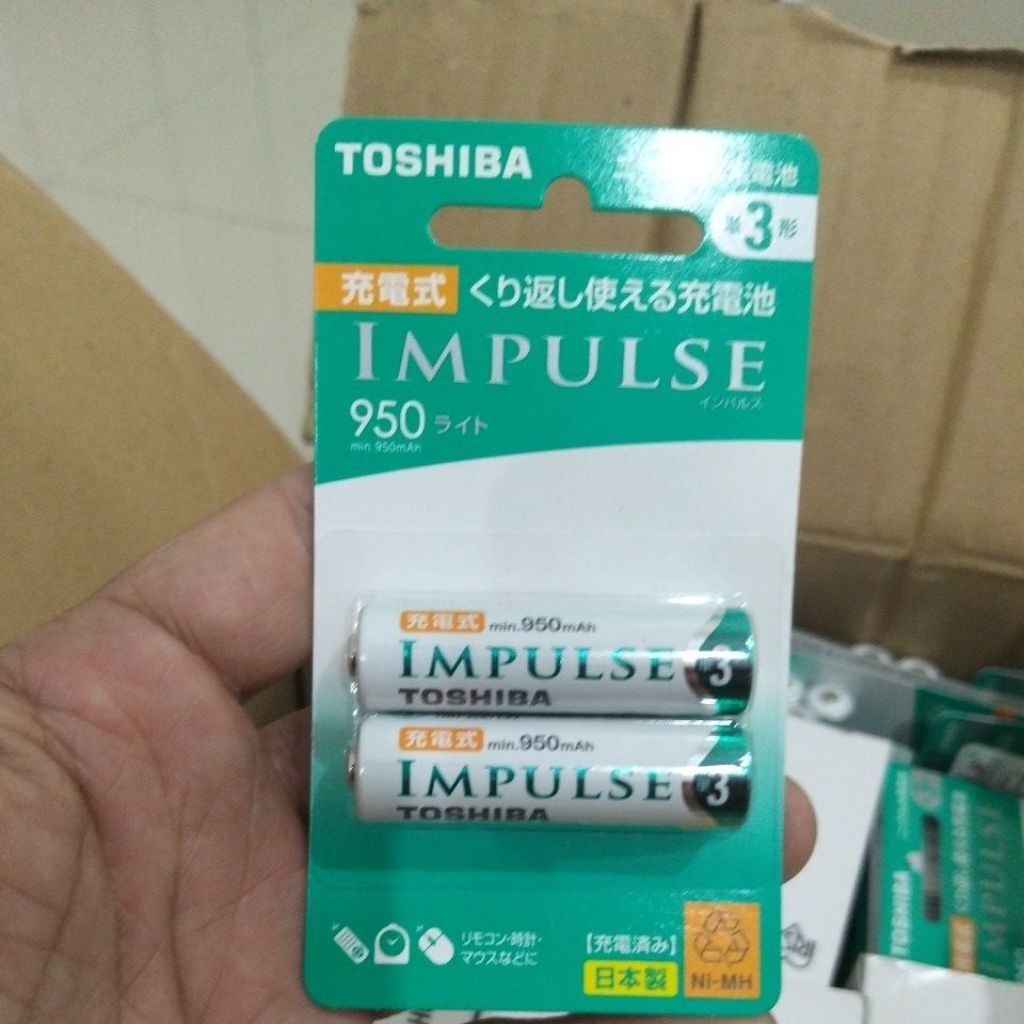 TOSHIBA
電池
単3形
充電式 くり返し使える充電池
IMPULSE
インパルス
950 ライト
min.950mAh
充電式 min.950mAh
IMPULSE
3
TOSHIBA
充電式 min.950mAh
IMPULSE
3
TOSHIBA
リモコン・時計・
マウスなどに
【充電済み】
日本製
Ni-MH
TOSHIBA
IMPULSE